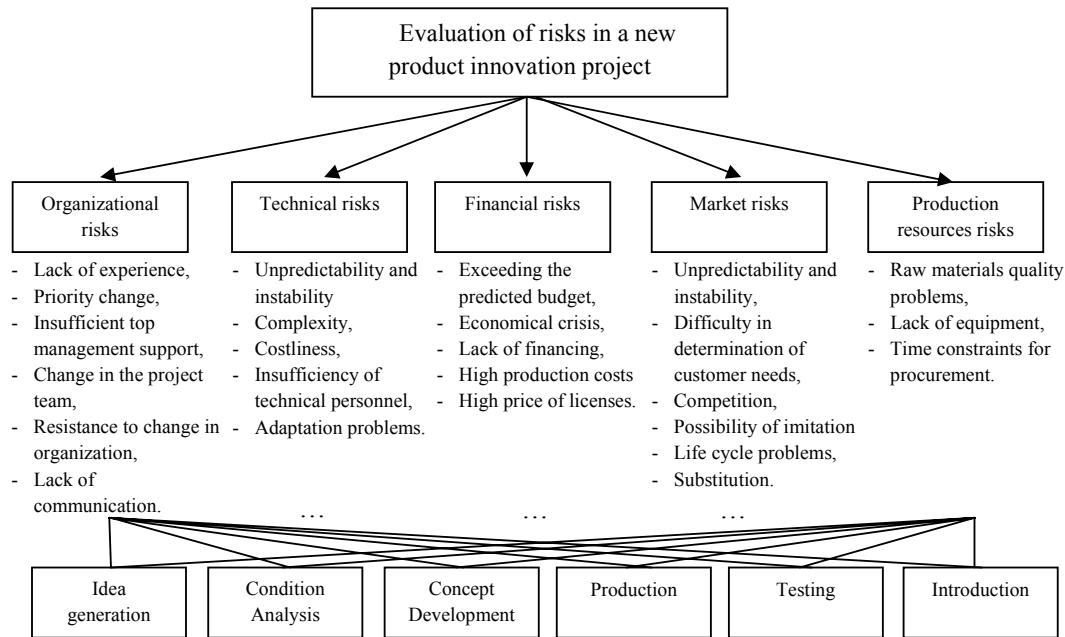 Evaluation of risks in a new
product innovation project
Organizational
risks
- Lack of experience,
- Priority change,
- Insufficient top
management support,
- Change in the project
team,
- Resistance to change in
organization,
- Lack of
communication.
Technical risks
- Unpredictability and
instability
- Complexity,
- Costliness,
- Insufficiency of
technical personnel,
- Adaptation problems.
Financial risks
- Exceeding the
predicted budget,
- Economical crisis,
- Lack of financing,
- High production costs
- High price of licenses.
Market risks
- Unpredictability and
instability,
- Difficulty in
determination of
customer needs,
- Competition,
- Possibility of imitation
- Life cycle problems,
- Substitution.
Production
resources risks
- Raw materials quality
problems,
- Lack of equipment,
- Time constraints for
procurement.
… … …
Idea
generation
Condition
Analysis
Concept
Development
Production
Testing
Introduction